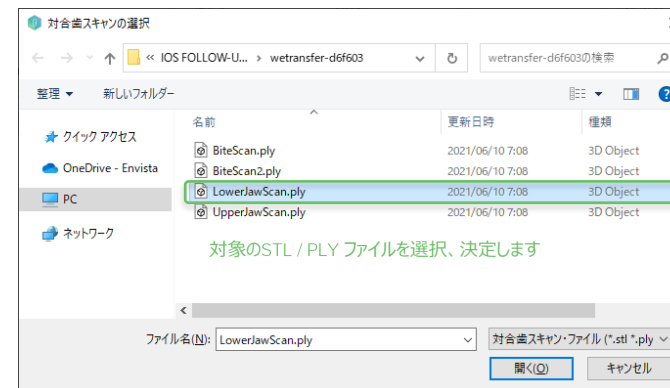 対合歯スキャンの選択
« IOS FOLLOW-U... › wetransfer-d6f603
wetransfer-d6f603の検索
整理 新しいフォルダー
名前 更新日時 種類
クイック アクセス
OneDrive - Envista
PC
ネットワーク
BiteScan.ply 2021/06/10 7:08 3D Object
BiteScan2.ply 2021/06/10 7:08 3D Object
LowerJawScan.ply 2021/06/10 7:08 3D Object
UpperJawScan.ply 2021/06/10 7:08 3D Object
対象のSTL / PLY ファイルを選択、決定します
ファイル名(N): LowerJawScan.ply 対合歯スキャン・ファイル (*.stl *.ply
開く(O) キャンセル